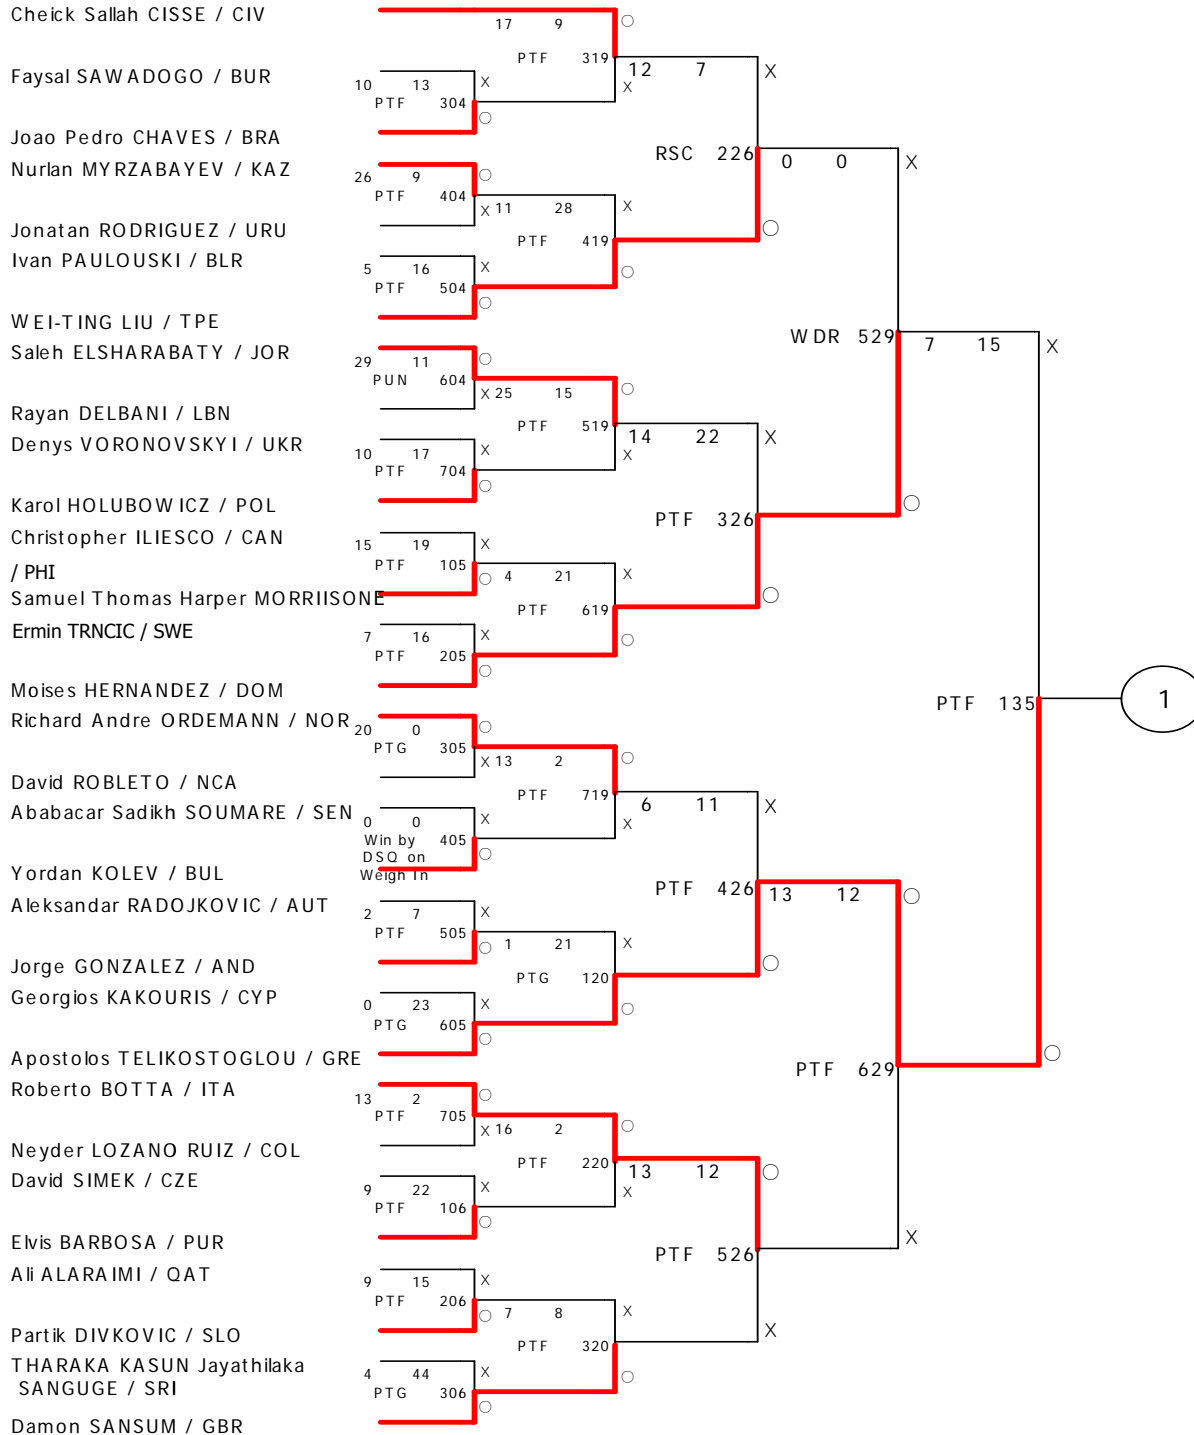 Cheick Sallah CISSE / CIV
17 9
PTF 319
12 7 X
Faysal SAWADOGO / BUR
10 13 X
PTF 304
X
Joao Pedro CHAVES / BRA
RSC 226
0 0 X
Nurlan MYRZABAYEV / KAZ
26 9
PTF 404
X 11 28 X
Jonatan RODRIGUEZ / URU
PTF 419
Ivan PAULOUSKI / BLR
5 16 X
PTF 504
WEI-TING LIU / TPE
WDR 529
7 15 X
Saleh ELSHARABATY / JOR
29 11
PUN 604
X 25 15
Rayan DELBANI / LBN
PTF 519
14 22 X
Denys VORONOVSKYI / UKR
10 17 X
PTF 704
X
Karol HOLUBOWICZ / POL
PTF 326
Christopher ILIESCO / CAN
15 19 X
PTF 105
/ PHI
4 21 X
Samuel Thomas Harper MORRIISONE
PTF 619
Ermin TRNCIC / SWE
7 16 X
PTF 205
Moises HERNANDEZ / DOM
PTF 135
1
Richard Andre ORDEMANN / NOR
20 0
PTG 305
X 13 2
David ROBLETO / NCA
PTF 719
6 11 X
Ababacar Sadikh SOUMARE / SEN
0 0 X
Win by 405
DSQ on
Weigh In
X
Yordan KOLEV / BUL
PTF 426
13 12
Aleksandar RADOJKOVIC / AUT
2 7 X
PTF 505
1 21 X
Jorge GONZALEZ / AND
PTG 120
Georgios KAKOURIS / CYP
0 23 X
PTG 605
Apostolos TELIKOSTOGLOU / GRE
PTF 629
Roberto BOTTA / ITA
13 2
PTF 705
X 16 2
Neyder LOZANO RUIZ / COL
PTF 220
13 12
David SIMEK / CZE
9 22 X
PTF 106
X
Elvis BARBOSA / PUR
PTF 526
X
Ali ALARAIMI / QAT
9 15 X
PTF 206
7 8 X
Partik DIVKOVIC / SLO
PTF 320
X
THARAKA KASUN Jayathilaka
SANGUGE / SRI
4 44 X
PTG 306
Damon SANSUM / GBR